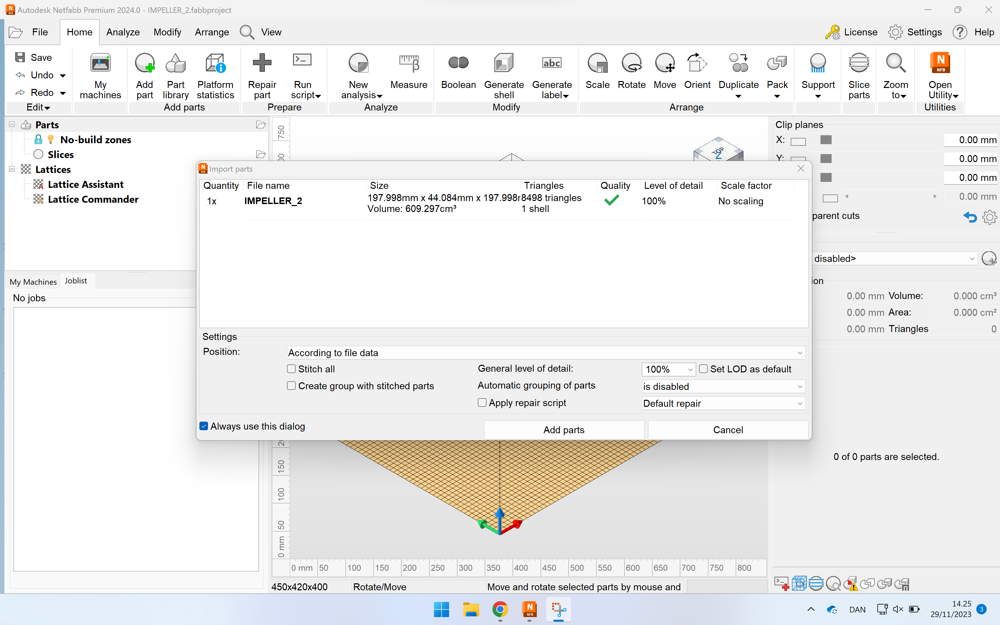 Autodesk Netfabb Premium 2024.0 - IMPELLER_2.fabbproject
File Home Analyze Modify Arrange View License Settings Help
Save
Undo
Redo
Edit
My machines
Add part
Part library
Platform statistics
Add parts
Repair part
Run script
Prepare
New analysis
Measure
Analyze
Boolean
Generate shell
abc
Generate label
Modify
Scale
Rotate
Move
Orient
Duplicate
Pack
Arrange
Support
Slice parts
Zoom to
N
NFB
Open Utility
Utilities
Parts
No-build zones
Slices
Lattices
Lattice Assistant
Lattice Commander
My Machines Joblist
No jobs
750
TOP
Z
Clip planes
X: 0.00 mm
Y: 0.00 mm
0.00 mm
0.00 mm
parent cuts
disabled>
ion
0.00 mm Volume: 0.000 cm³
0.00 mm Area: 0.000 cm²
0.00 mm Triangles 0
0 of 0 parts are selected.
Import parts
Quantity File name Size Triangles Quality Level of detail Scale factor
1x IMPELLER_2 197.998mm x 44.084mm x 197.998r 8498 triangles 100% No scaling
Volume: 609.297cm³ 1 shell
Settings
Position: According to file data
Stitch all General level of detail: 100% Set LOD as default
Create group with stitched parts Automatic grouping of parts is disabled
Apply repair script Default repair
Always use this dialog Add parts Cancel
150
100
50
0 mm
0 mm 50 100 150 200 250 300 350 400 450 500 550 600 650 700 750 800
450x420x400 Rotate/Move Move and rotate selected parts by mouse and
DAN 14.25
29/11/2023 3